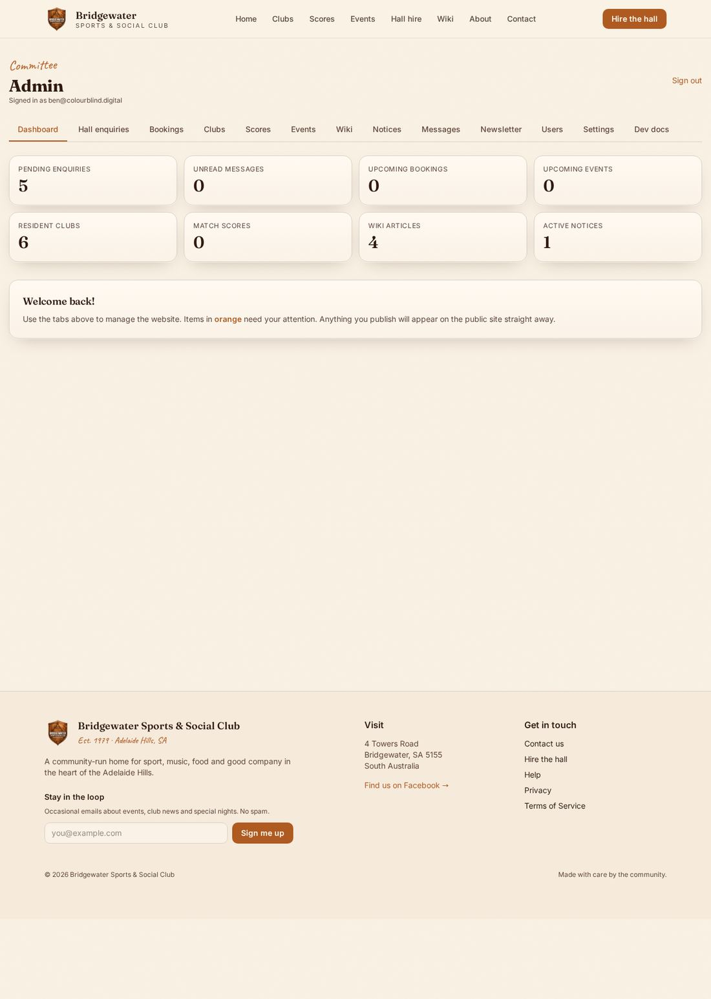 Bridgewater
SPORTS & SOCIAL CLUB
Home Clubs Scores Events Hall hire Wiki About Contact
Hire the hall
Committee
Admin
Signed in as ben@colourblind.digital
Sign out
Dashboard Hall enquiries Bookings Clubs Scores Events Wiki Notices Messages Newsletter Users Settings Dev docs
PENDING ENQUIRIES
5
UNREAD MESSAGES
0
UPCOMING BOOKINGS
0
UPCOMING EVENTS
0
RESIDENT CLUBS
6
MATCH SCORES
0
WIKI ARTICLES
4
ACTIVE NOTICES
1
Welcome back!
Use the tabs above to manage the website. Items in orange need your attention. Anything you publish will appear on the public site straight away.
BRIDGEWATER
Bridgewater Sports & Social Club
Est. 1979 · Adelaide Hills, SA
A community-run home for sport, music, food and good company in
the heart of the Adelaide Hills.
Stay in the loop
Occasional emails about events, club news and special nights. No spam.
you@example.com
Sign me up
Visit
4 Towers Road
Bridgewater, SA 5155
South Australia
Find us on Facebook →
Get in touch
Contact us
Hire the hall
Help
Privacy
Terms of Service
© 2026 Bridgewater Sports & Social Club
Made with care by the community.